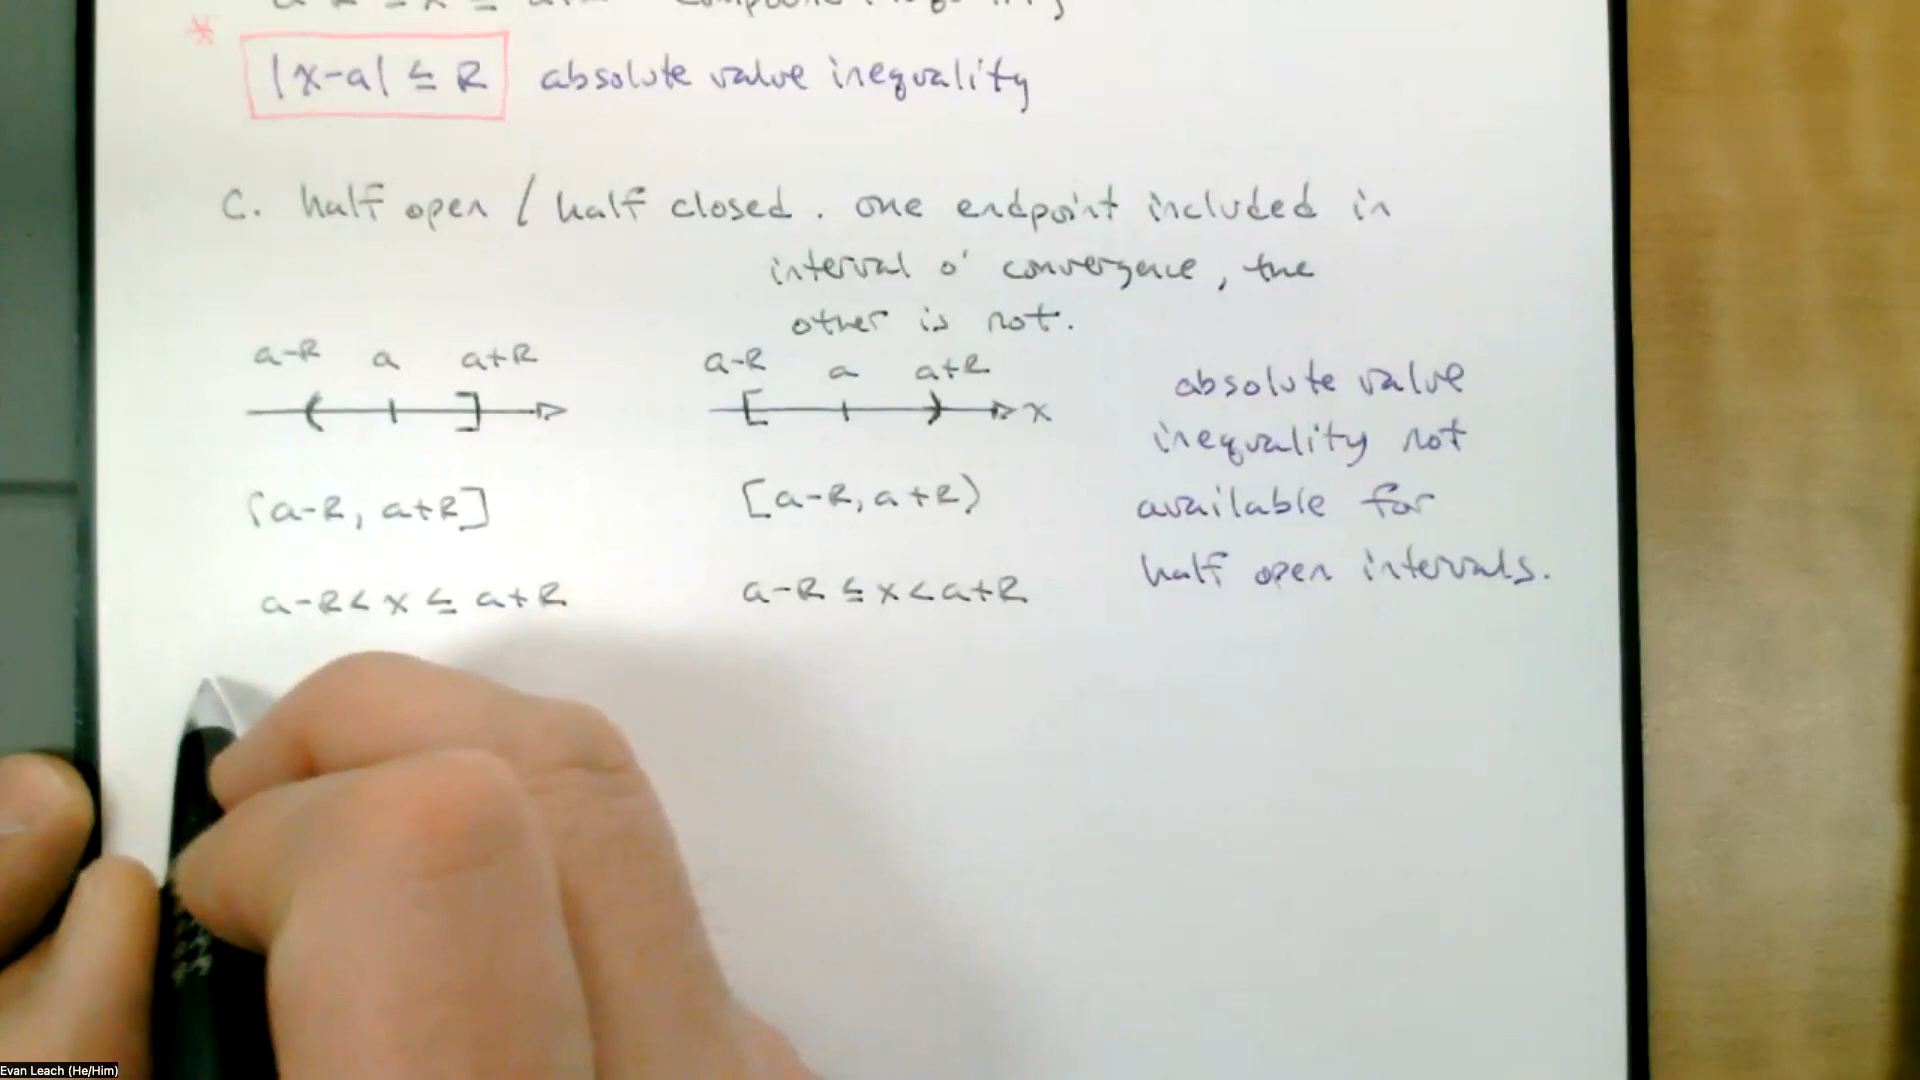 |x-a| ≤ R absolute value inequality
C. half open / half closed. one endpoint included in
interval o' convergence, the
other is not.
a-R a a+R
a-R a a+R
x
(a-R, a+R]
[a-R, a+R)
a-R < x ≤ a+R
a-R ≤ x < a+R
absolute value
inequality not
available for
half open intervals.
Evan Leach (He/Him)